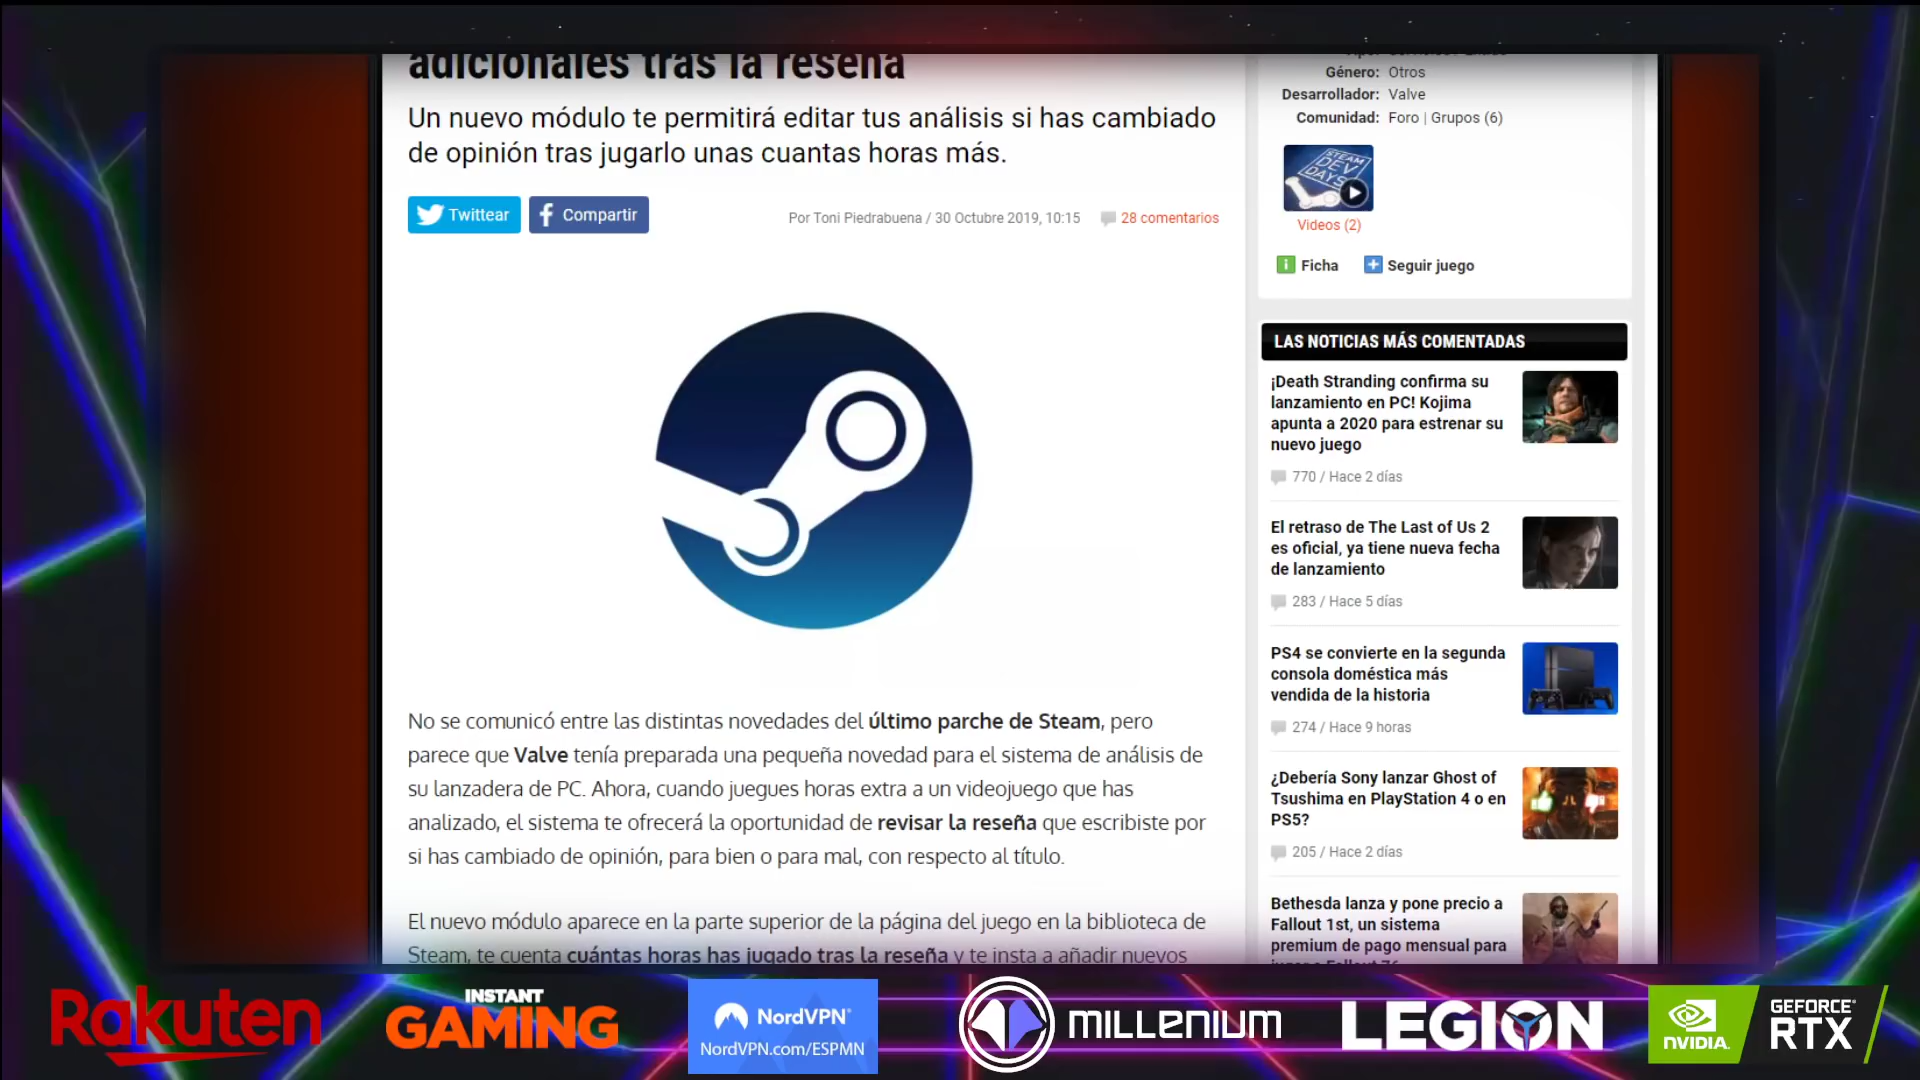 adicionales tras la reseña
Un nuevo módulo te permitirá editar tus análisis si has cambiado
de opinión tras jugarlo unas cuantas horas más.
Twittear
Compartir
Por Toni Piedrabuena / 30 Octubre 2019, 10:15
28 comentarios
No se comunicó entre las distintas novedades del último parche de Steam, pero
parece que Valve tenía preparada una pequeña novedad para el sistema de análisis de
su lanzadera de PC. Ahora, cuando juegues horas extra a un videojuego que has
analizado, el sistema te ofrecerá la oportunidad de revisar la reseña que escribiste por
si has cambiado de opinión, para bien o para mal, con respecto al título.
El nuevo módulo aparece en la parte superior de la página del juego en la biblioteca de
Steam, te cuenta cuántas horas has jugado tras la reseña y te insta a añadir nuevos
Género: Otros
Desarrollador: Valve
Comunidad: Foro | Grupos (6)
STEAM
DEV
DAYS
Videos (2)
Ficha
Seguir juego
LAS NOTICIAS MÁS COMENTADAS
¡Death Stranding confirma su
lanzamiento en PC! Kojima
apunta a 2020 para estrenar su
nuevo juego
770 / Hace 2 días
El retraso de The Last of Us 2
es oficial, ya tiene nueva fecha
de lanzamiento
283 / Hace 5 días
PS4 se convierte en la segunda
consola doméstica más
vendida de la historia
274 / Hace 9 horas
¿Debería Sony lanzar Ghost of
Tsushima en PlayStation 4 o en
PS5?
205 / Hace 2 días
Bethesda lanza y pone precio a
Fallout 1st, un sistema
premium de pago mensual para
jugar a Fallout 76
Rakuten
INSTANT
GAMING
NordVPN
NordVPN.com/ESPMN
MILLENIUM
LEGION
NVIDIA
GEFORCE
RTX